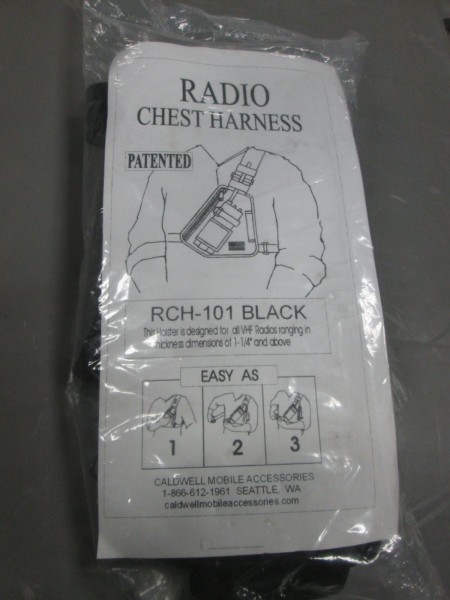 RADIO
CHEST HARNESS
PATENTED
RCH-101 BLACK
This Holster is designed for all VHF Radios ranging in
thickness dimensions of 1-1/4" and above
EASY AS
1 2 3
CALDWELL MOBILE ACCESSORIES
1-866-612-1961 SEATTLE, WA
caldwellmobileaccessories.com